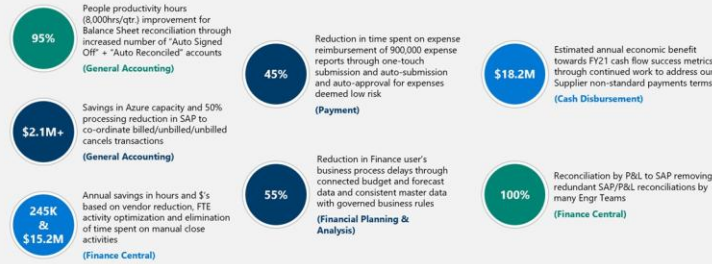 95%
People productivity hours
(8,000hrs/qtr.) improvement for
Balance Sheet reconciliation through
increased number of "Auto Signed
Off" + "Auto Reconciled" accounts
(General Accounting)
$2.1M+
Savings in Azure capacity and 50%
processing reduction in SAP to
co-ordinate billed/unbilled/unbilled
cancels transactions
(General Accounting)
245K
&
$15.2M
Annual savings in hours and $'s
based on vendor reduction, FTE
activity optimization and elimination
of time spent on manual close
activities
(Finance Central)
45%
Reduction in time spent on expense
reimbursement of 900,000 expense
reports through one-touch
submission and auto-submission
and auto-approval for expenses
deemed low risk
(Payment)
55%
Reduction in Finance user's
business process delays through
connected budget and forecast
data and consistent master data
with governed business rules
(Financial Planning &
Analysis)
$18.2M
Estimated annual economic benefit
towards FY21 cash flow success metrics
through continued work to address our
Supplier non-standard payments terms
(Cash Disbursement)
100%
Reconciliation by P&L to SAP removing
redundant SAP/P&L reconciliations by
many Engr Teams
(Finance Central)